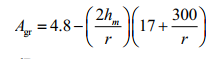 A_gr = 4.8 − (2h_m / r)(17 + 300 / r)